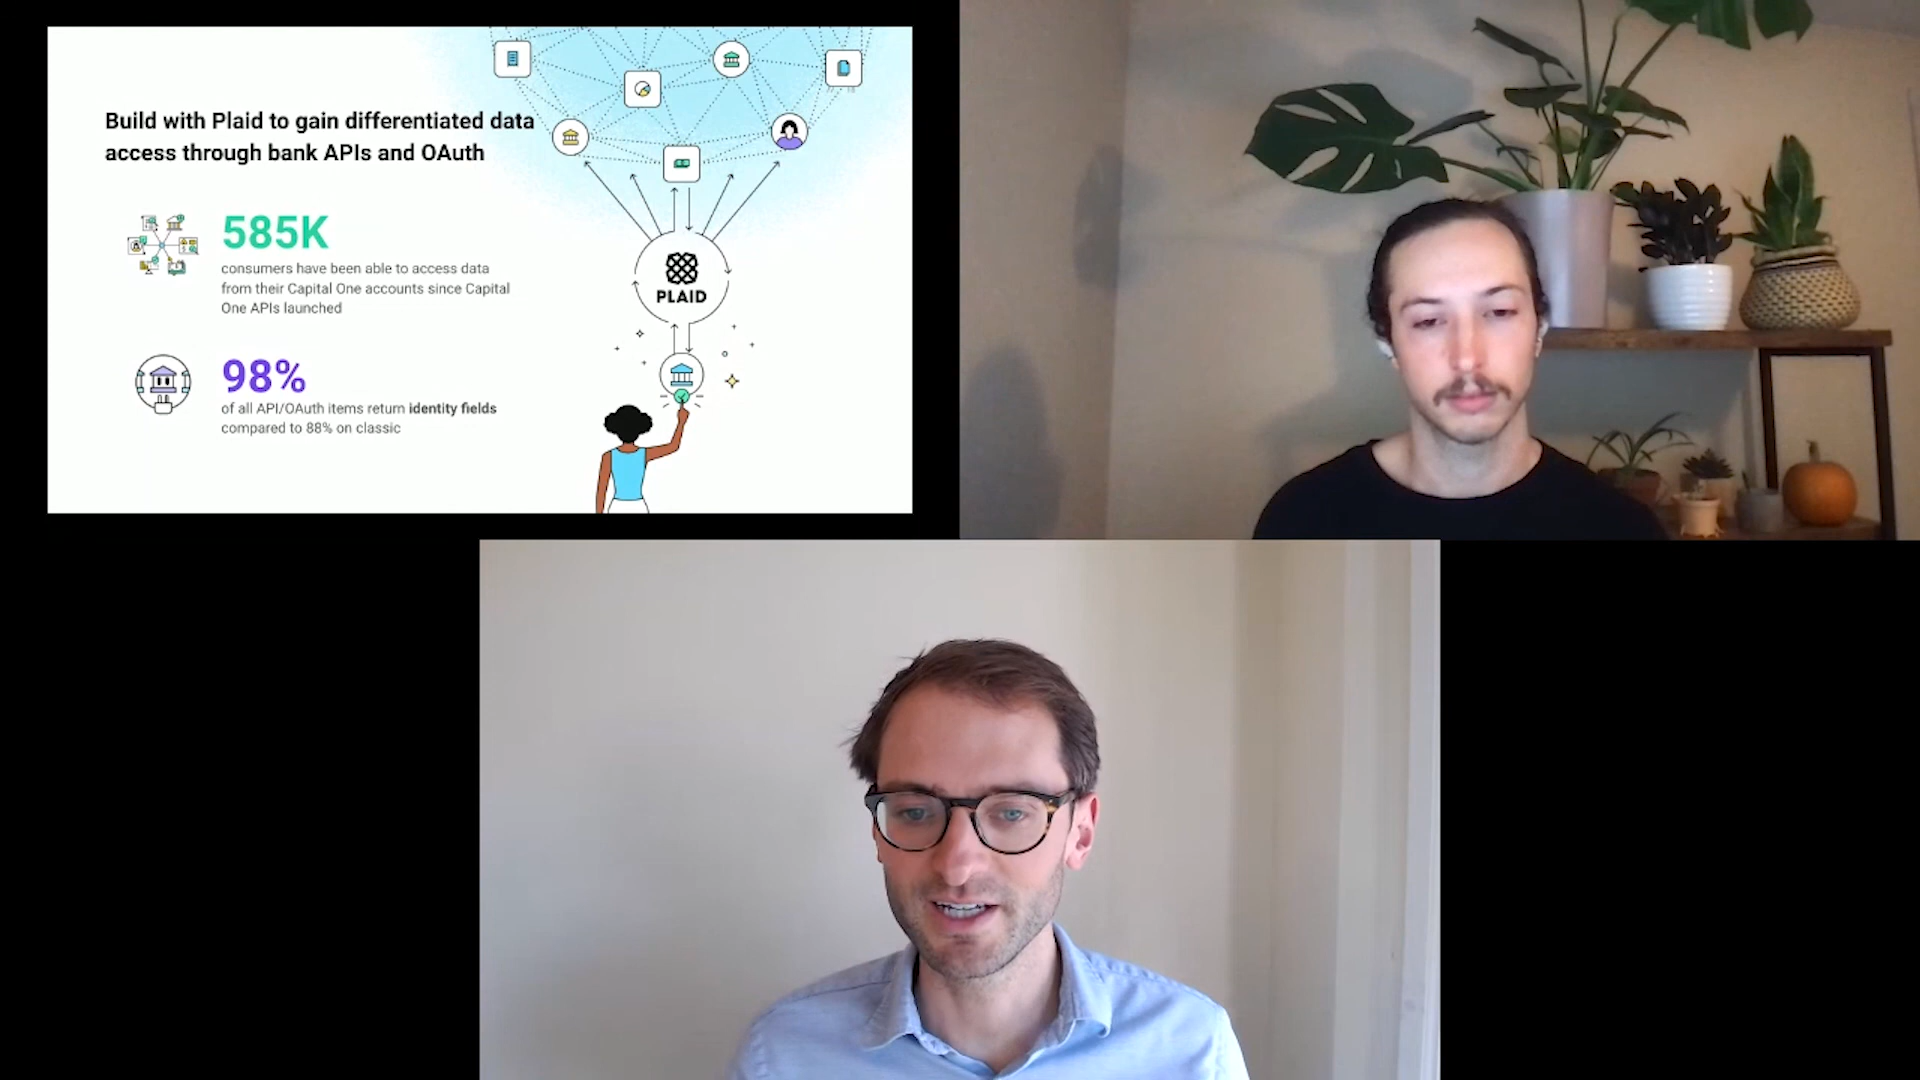 Build with Plaid to gain differentiated data
access through bank APIs and OAuth
585K
consumers have been able to access data
from their Capital One accounts since Capital
One APIs launched
98%
of all API/OAuth items return identity fields
compared to 88% on classic
PLAID